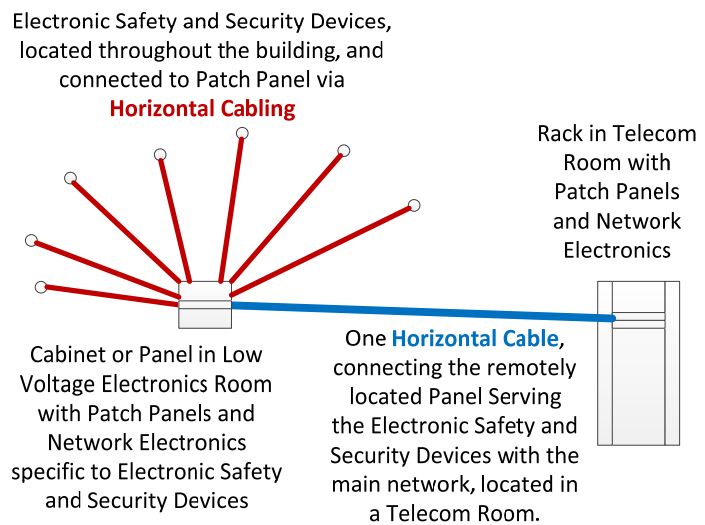 Electronic Safety and Security Devices,
located throughout the building, and
connected to Patch Panel via
Horizontal Cabling
Rack in Telecom
Room with
Patch Panels
and Network
Electronics
Cabinet or Panel in Low
Voltage Electronics Room
with Patch Panels and
Network Electronics
specific to Electronic Safety
and Security Devices
One Horizontal Cable,
connecting the remotely
located Panel Serving
the Electronic Safety and
Security Devices with the
main network, located in
a Telecom Room.